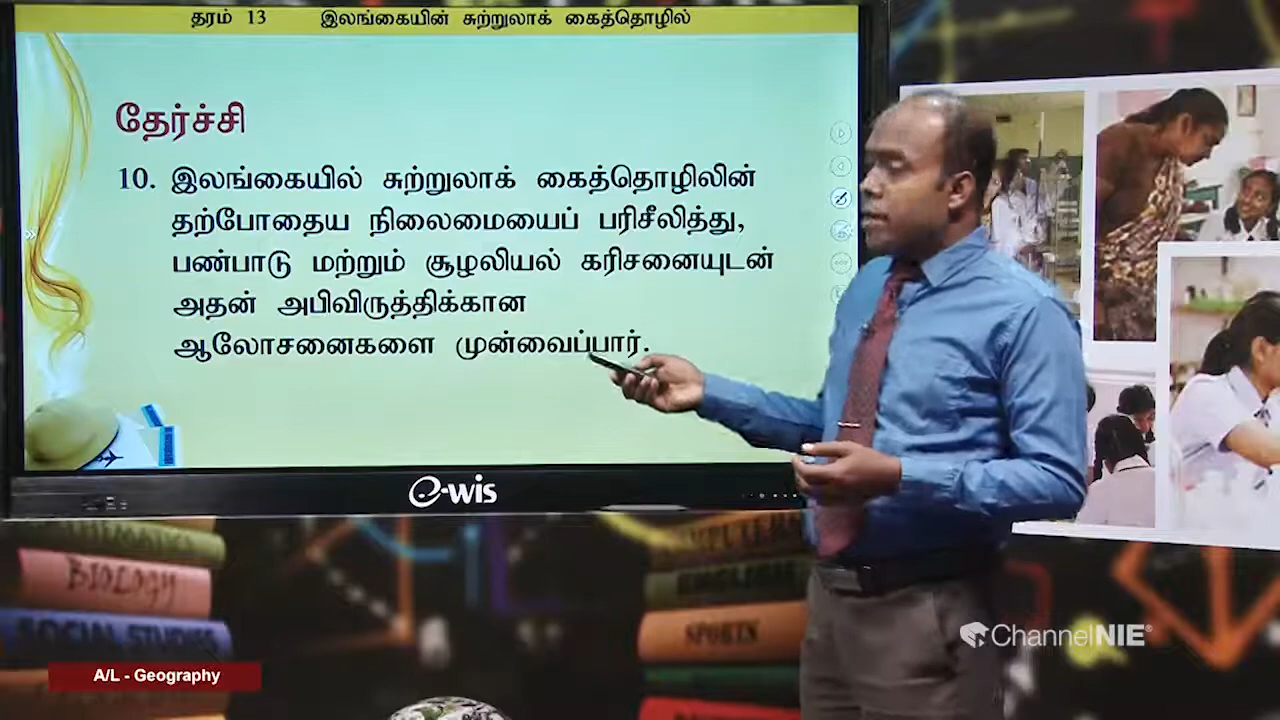 தரம் 13 இலங்கையின் சுற்றுலாக் கைத்தொழில்
தேர்ச்சி
10. இலங்கையில் சுற்றுலாக் கைத்தொழிலின்
தற்போதைய நிலைமையைப் பரிசீலித்து,
பண்பாடு மற்றும் சூழலியல் கரிசனையுடன்
அதன் அபிவிருத்திக்கான
ஆலோசனைகளை முன்வைப்பார்.
e-wis
BIOLOGY
SOCIAL STUDIES
SPORTS
ChannelNIE
A/L - Geography